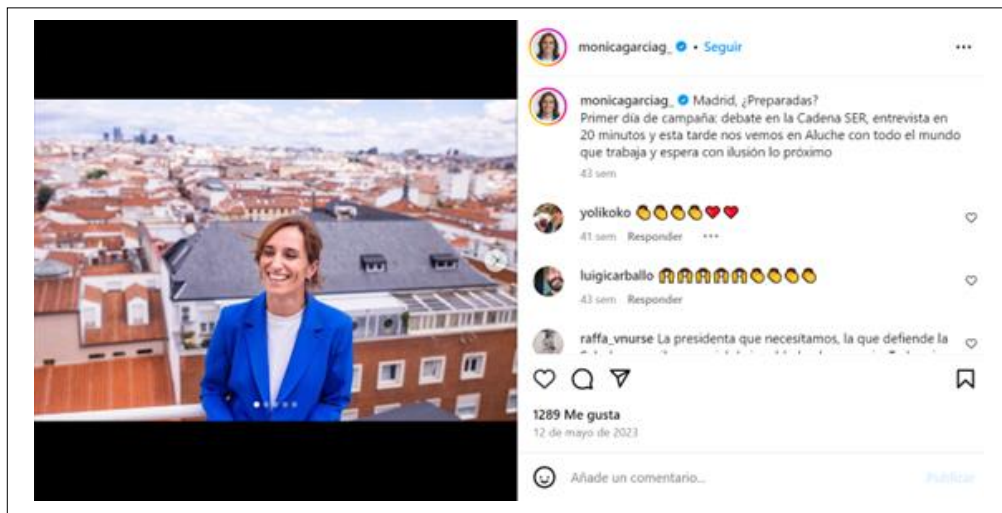 monicagarciag_ • Seguir
monicagarciag_ Madrid, ¿Preparadas?
Primer día de campaña: debate en la Cadena SER, entrevista en
20 minutos y esta tarde nos vemos en Aluche con todo el mundo
que trabaja y espera con ilusión lo próximo
43 sem
yolikoko 👏👏👏👏❤️❤️
41 sem Responder •••
luigicarballo 🙌🙌🙌🙌🙌👏👏👏👏
43 sem Responder
raffa_vnurse La presidenta que necesitamos, la que defiende la
1289 Me gusta
12 de mayo de 2023
Añade un comentario...
Publicar